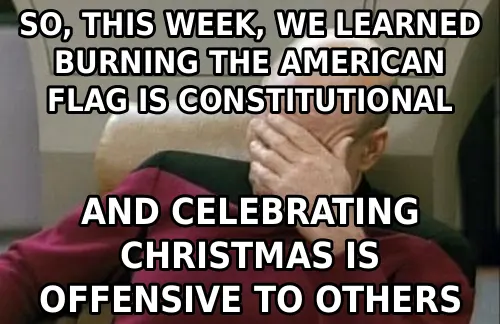 SO, THIS WEEK, WE LEARNED
BURNING THE AMERICAN
FLAG IS CONSTITUTIONAL
AND CELEBRATING
CHRISTMAS IS
OFFENSIVE TO OTHERS